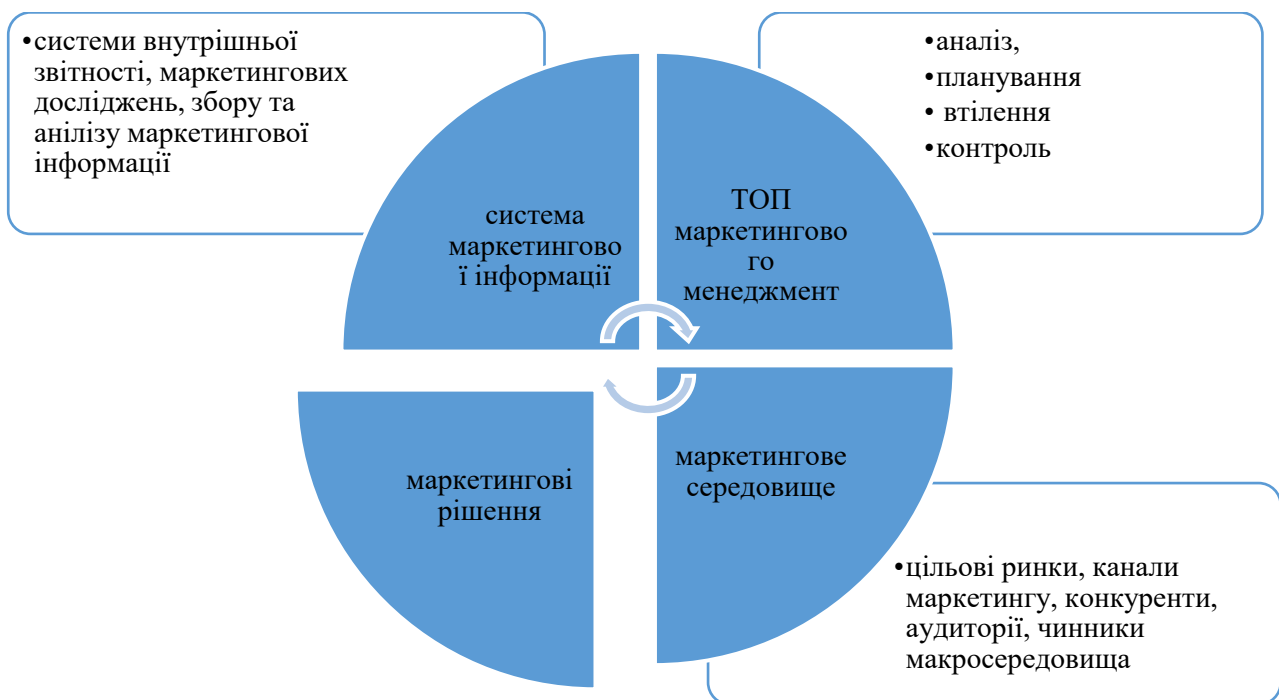 •системи внутрішньої
звітності, маркетингових
досліджень, збору та
анілізу маркетингової
інформації
•аналіз,
•планування
• втілення
•контроль
система
маркетингово
ї інформації
ТОП
маркетингово
го
менеджмент
маркетингові
рішення
маркетингове
середовище
•цільові ринки, канали
маркетингу, конкуренти,
аудиторії, чинники
макросередовища